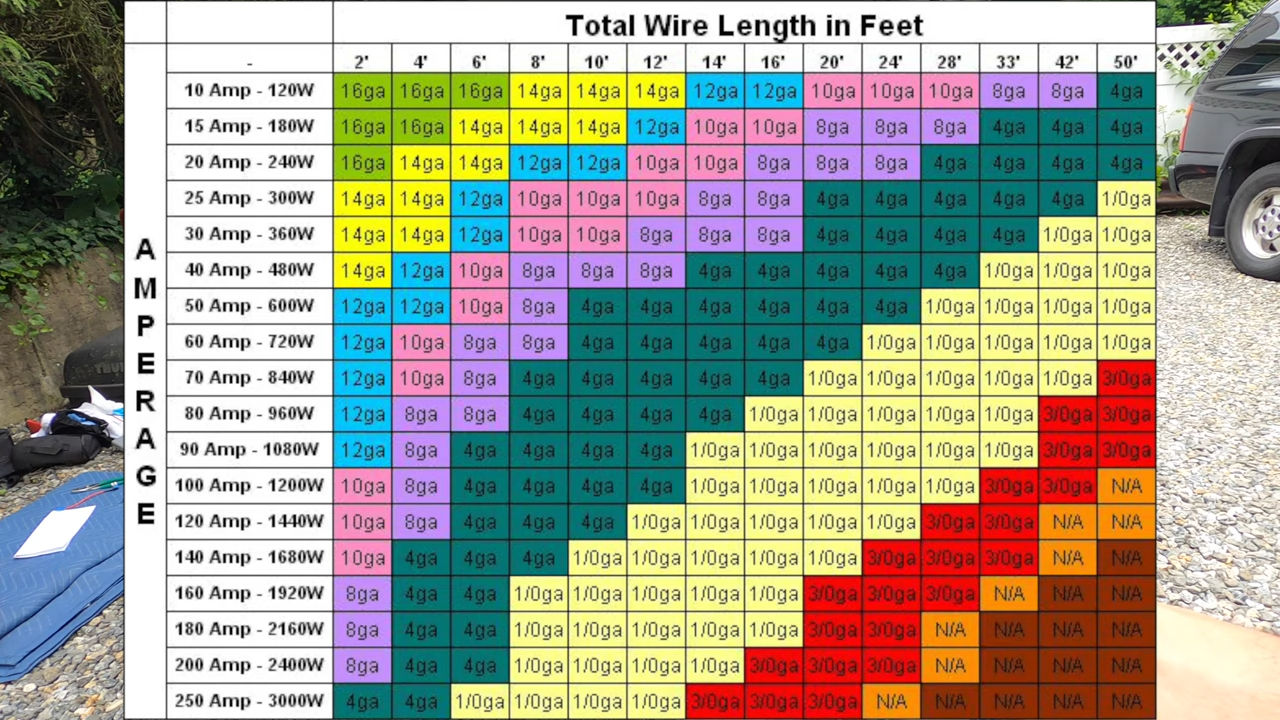 Total Wire Length in Feet
- 2' 4' 6' 8' 10' 12' 14' 16' 20' 24' 28' 33' 42' 50'
10 Amp - 120W 16ga 16ga 16ga 14ga 14ga 14ga 12ga 12ga 10ga 10ga 10ga 8ga 8ga 4ga
15 Amp - 180W 16ga 16ga 14ga 14ga 14ga 12ga 10ga 10ga 8ga 8ga 8ga 4ga 4ga 4ga
20 Amp - 240W 16ga 14ga 14ga 12ga 12ga 10ga 10ga 8ga 8ga 8ga 4ga 4ga 4ga 4ga
25 Amp - 300W 14ga 14ga 12ga 10ga 10ga 10ga 8ga 8ga 4ga 4ga 4ga 4ga 4ga 1/0ga
30 Amp - 360W 14ga 14ga 12ga 10ga 10ga 8ga 8ga 8ga 4ga 4ga 4ga 4ga 1/0ga 1/0ga
40 Amp - 480W 14ga 12ga 10ga 8ga 8ga 8ga 4ga 4ga 4ga 4ga 4ga 1/0ga 1/0ga 1/0ga
50 Amp - 600W 12ga 12ga 10ga 8ga 4ga 4ga 4ga 4ga 4ga 4ga 1/0ga 1/0ga 1/0ga 1/0ga
60 Amp - 720W 12ga 10ga 8ga 8ga 4ga 4ga 4ga 4ga 4ga 1/0ga 1/0ga 1/0ga 1/0ga 1/0ga
70 Amp - 840W 12ga 10ga 8ga 4ga 4ga 4ga 4ga 4ga 1/0ga 1/0ga 1/0ga 1/0ga 1/0ga 3/0ga
80 Amp - 960W 12ga 8ga 8ga 4ga 4ga 4ga 4ga 1/0ga 1/0ga 1/0ga 1/0ga 1/0ga 3/0ga 3/0ga
90 Amp - 1080W 12ga 8ga 4ga 4ga 4ga 4ga 1/0ga 1/0ga 1/0ga 1/0ga 1/0ga 1/0ga 3/0ga 3/0ga
100 Amp - 1200W 10ga 8ga 4ga 4ga 4ga 4ga 1/0ga 1/0ga 1/0ga 1/0ga 1/0ga 3/0ga 3/0ga N/A
120 Amp - 1440W 10ga 8ga 4ga 4ga 4ga 1/0ga 1/0ga 1/0ga 1/0ga 1/0ga 3/0ga 3/0ga N/A N/A
140 Amp - 1680W 10ga 4ga 4ga 4ga 1/0ga 1/0ga 1/0ga 1/0ga 1/0ga 3/0ga 3/0ga 3/0ga N/A N/A
160 Amp - 1920W 8ga 4ga 4ga 1/0ga 1/0ga 1/0ga 1/0ga 1/0ga 3/0ga 3/0ga 3/0ga N/A N/A N/A
180 Amp - 2160W 8ga 4ga 4ga 1/0ga 1/0ga 1/0ga 1/0ga 1/0ga 3/0ga 3/0ga N/A N/A N/A N/A
200 Amp - 2400W 8ga 4ga 4ga 1/0ga 1/0ga 1/0ga 1/0ga 3/0ga 3/0ga 3/0ga N/A N/A N/A N/A
250 Amp - 3000W 4ga 4ga 1/0ga 1/0ga 1/0ga 1/0ga 3/0ga 3/0ga 3/0ga N/A N/A N/A N/A N/A
AMPERAGE